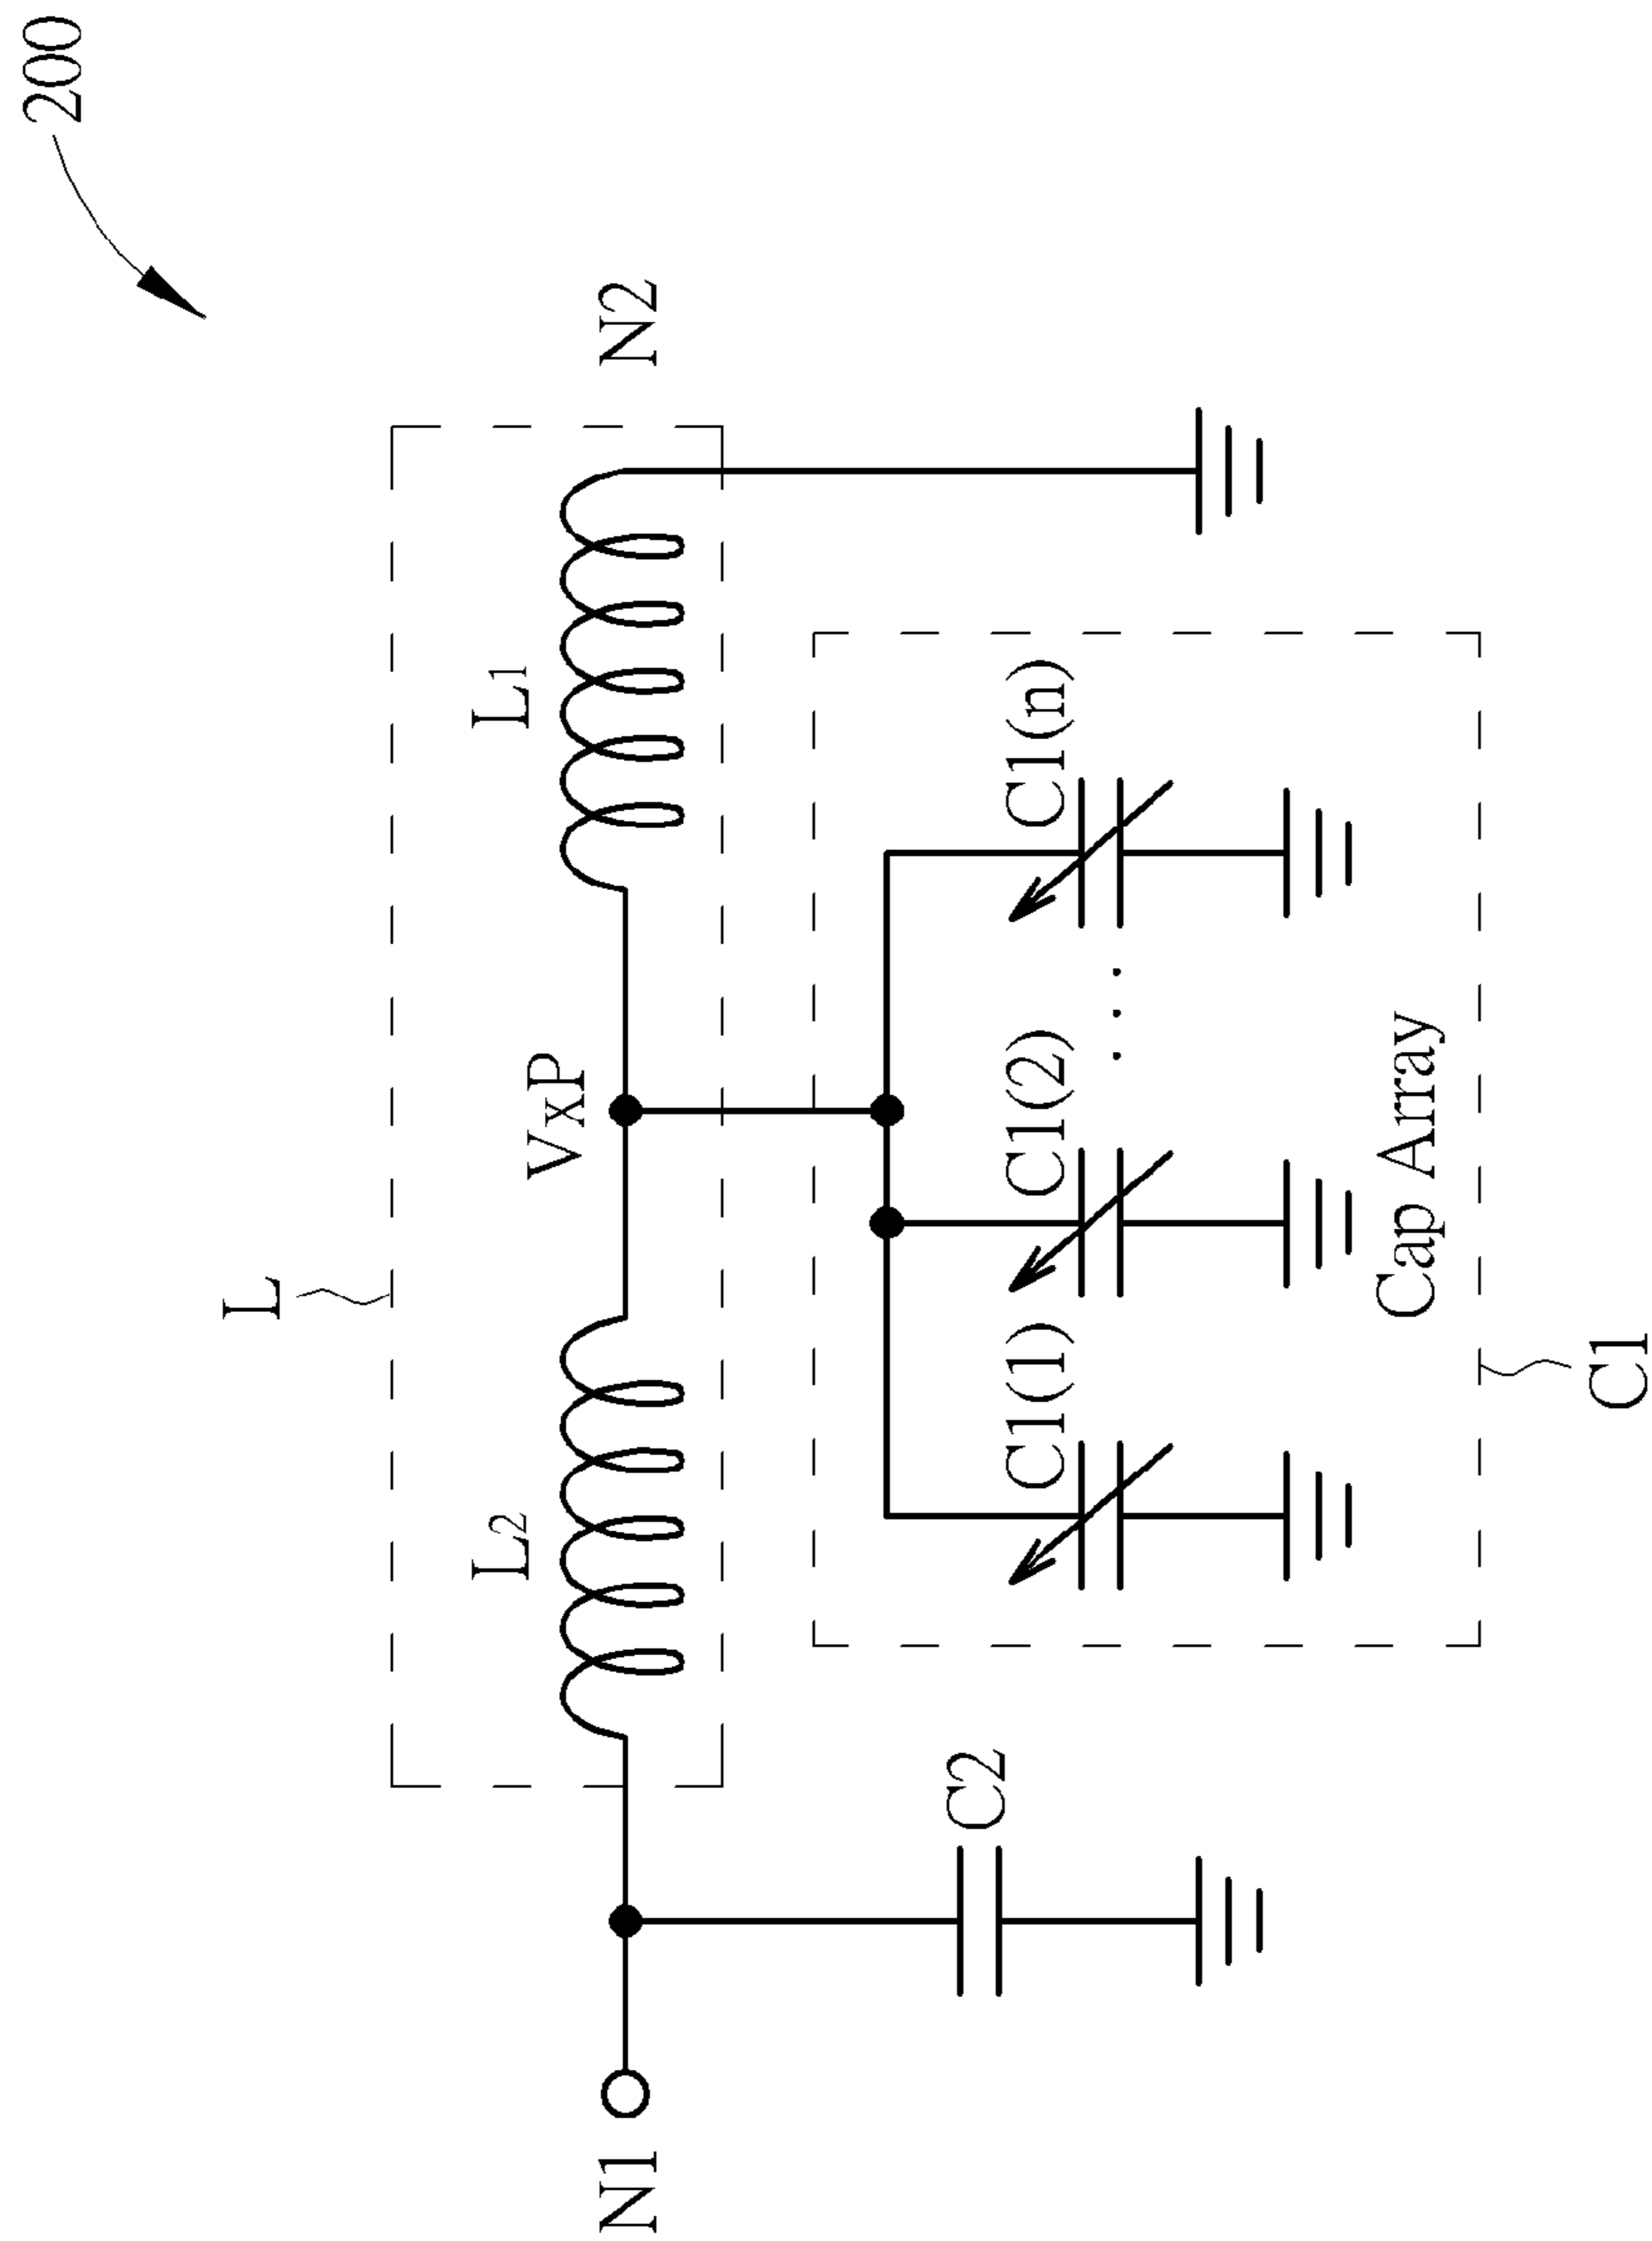 200
L
L2
L1
VxP
N1
N2
C2
C1(1)
C1(2)
...
C1(n)
Cap Array
C1